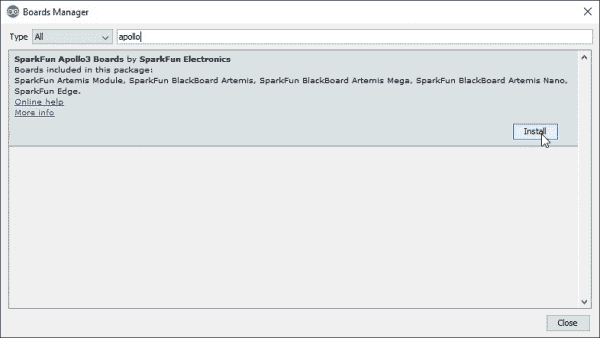 Boards Manager
Type All apollo
SparkFun Apollo3 Boards by SparkFun Electronics
Boards included in this package:
SparkFun Artemis Module, SparkFun BlackBoard Artemis, SparkFun BlackBoard Artemis Mega, SparkFun BlackBoard Artemis Nano,
SparkFun Edge.
Online help
More info
Install
Close